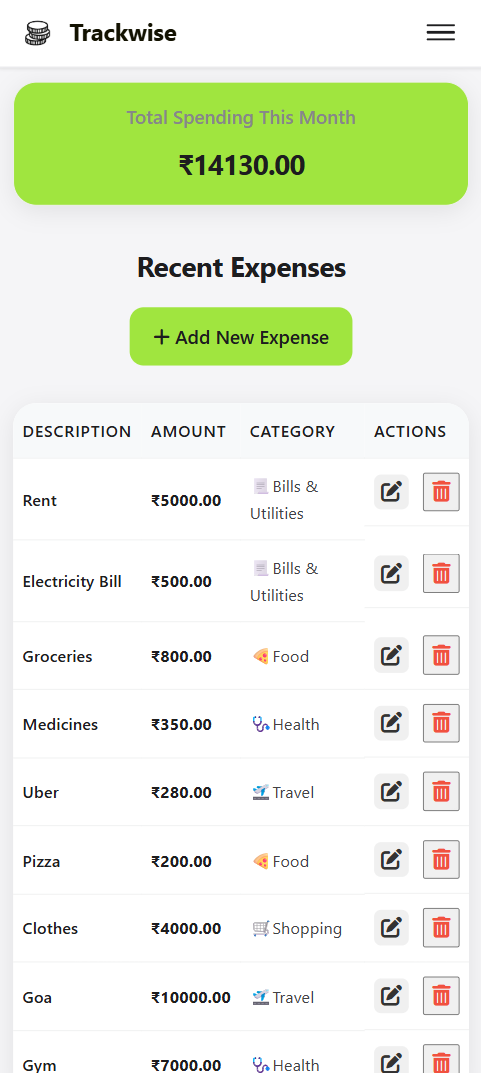 Trackwise
Total Spending This Month
₹14130.00
Recent Expenses
+ Add New Expense
DESCRIPTION AMOUNT CATEGORY ACTIONS
Rent ₹5000.00 Bills &
Utilities
Electricity Bill ₹500.00 Bills &
Utilities
Groceries ₹800.00 Food
Medicines ₹350.00 Health
Uber ₹280.00 Travel
Pizza ₹200.00 Food
Clothes ₹4000.00 Shopping
Goa ₹10000.00 Travel
Gym ₹7000.00 Health